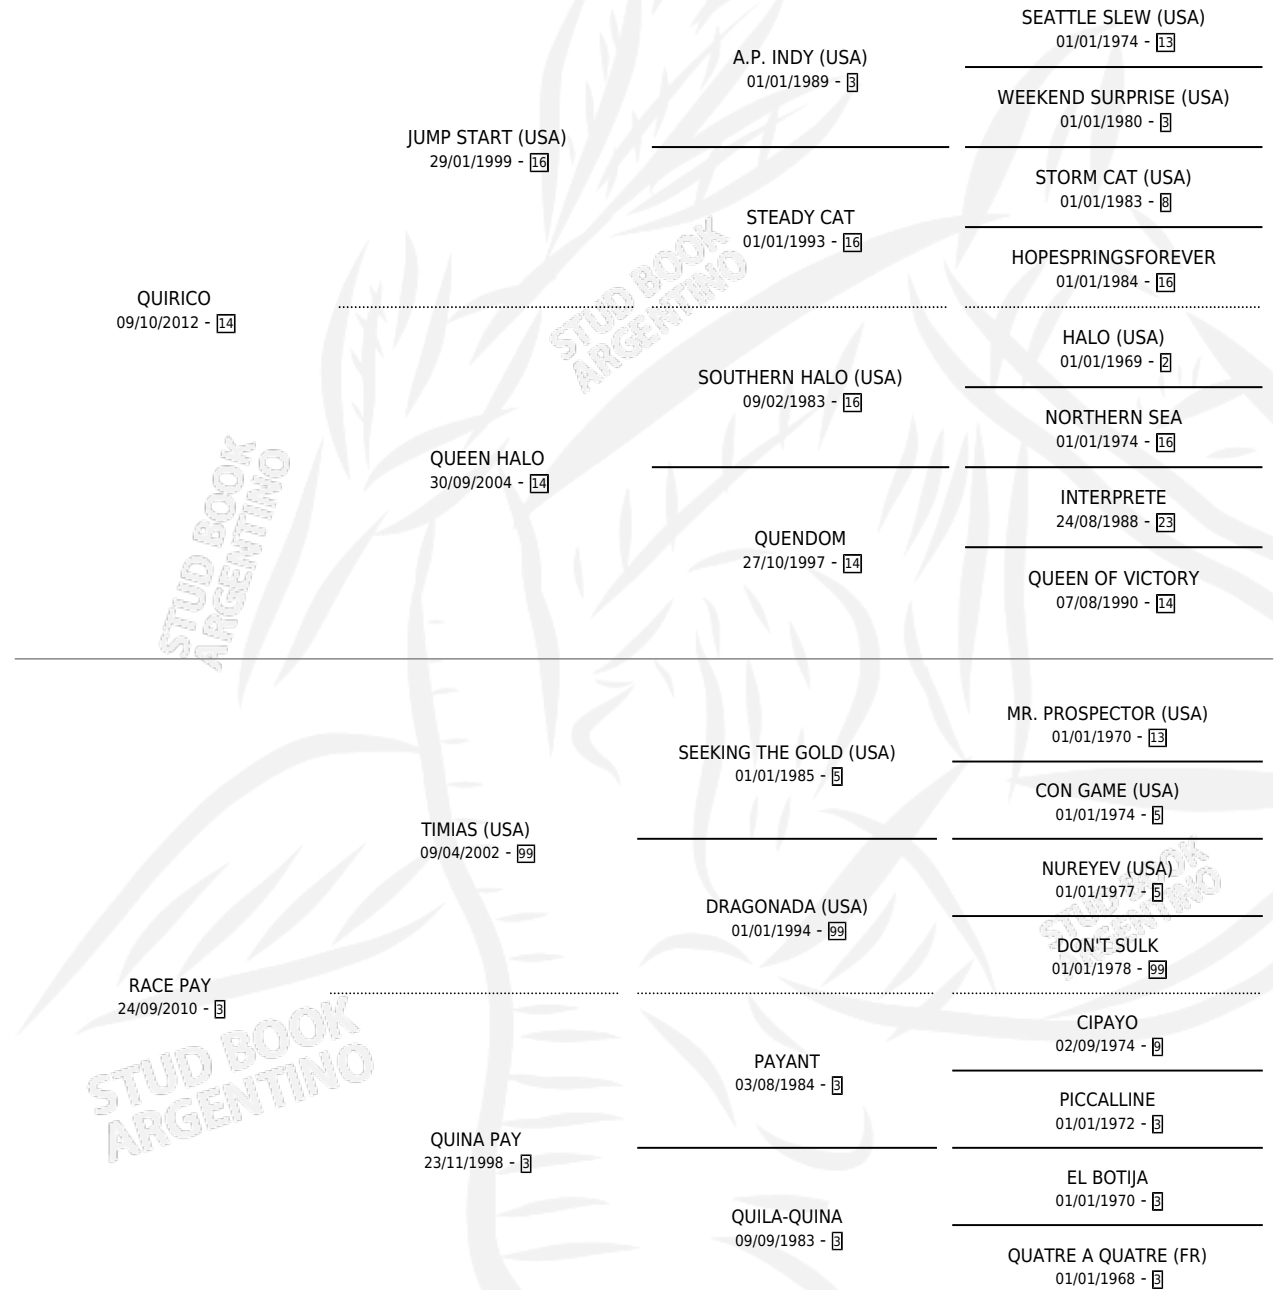 SEATTLE SLEW (USA)
01/01/1974 - 13
A.P. INDY (USA)
01/01/1989 - 3
WEEKEND SURPRISE (USA)
01/01/1980 - 3
JUMP START (USA)
29/01/1999 - 16
STORM CAT (USA)
01/01/1983 - 8
STEADY CAT
01/01/1993 - 16
HOPESPRINGSFOREVER
01/01/1984 - 16
QUIRICO
09/10/2012 - 14
HALO (USA)
01/01/1969 - 2
SOUTHERN HALO (USA)
09/02/1983 - 16
NORTHERN SEA
01/01/1974 - 16
QUEEN HALO
30/09/2004 - 14
INTERPRETE
24/08/1988 - 23
QUENDOM
27/10/1997 - 14
QUEEN OF VICTORY
07/08/1990 - 14
MR. PROSPECTOR (USA)
01/01/1970 - 13
SEEKING THE GOLD (USA)
01/01/1985 - 5
CON GAME (USA)
01/01/1974 - 5
TIMIAS (USA)
09/04/2002 - 99
NUREYEV (USA)
01/01/1977 - 5
DRAGONADA (USA)
01/01/1994 - 99
DON'T SULK
01/01/1978 - 99
RACE PAY
24/09/2010 - 3
CIPAYO
02/09/1974 - 9
PAYANT
03/08/1984 - 3
PICCALLINE
01/01/1972 - 3
QUINA PAY
23/11/1998 - 3
EL BOTIJA
01/01/1970 - 3
QUILA-QUINA
09/09/1983 - 3
QUATRE A QUATRE (FR)
01/01/1968 - 3
STUD BOOK
ARGENTINO
STUD BOOK
ARGENTINO
STUD BOOK
ARGENTINO
STUD BOOK
ARGENTINO